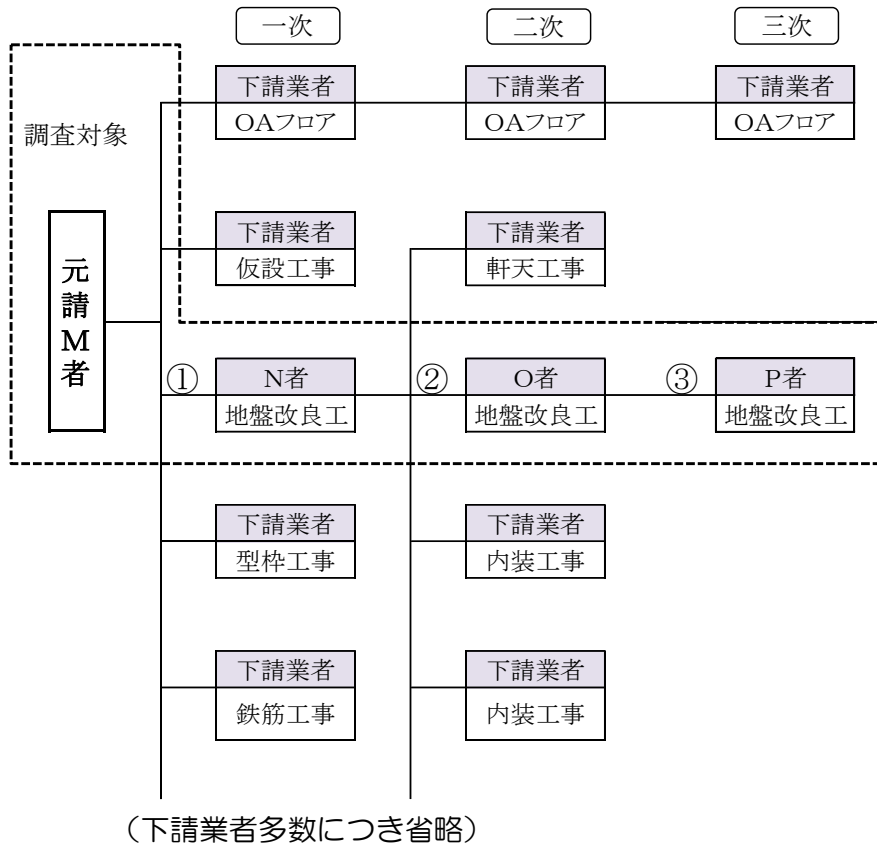 一次
二次
三次
調査対象
下請業者
OAフロア
下請業者
OAフロア
下請業者
OAフロア
下請業者
仮設工事
下請業者
軒天工事
元請M者
①
N者
地盤改良工
②
O者
地盤改良工
③
P者
地盤改良工
下請業者
型枠工事
下請業者
内装工事
下請業者
鉄筋工事
下請業者
内装工事
（下請業者多数につき省略）